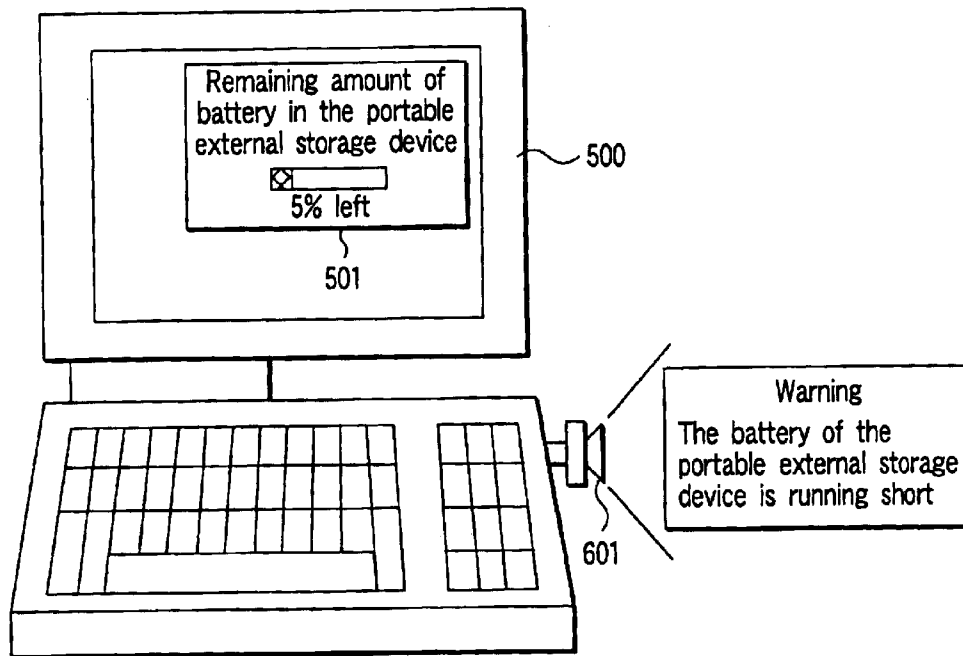 Remaining amount of
battery in the portable
external storage device
5% left
501
500
Warning
The battery of the
portable external storage
device is running short
601